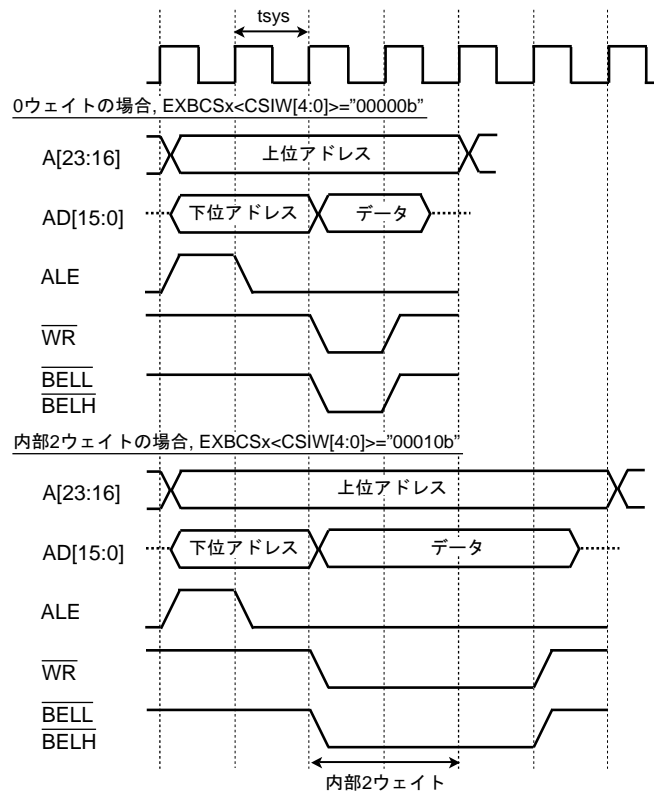 tsys
0ウェイトの場合, EXBCSx<CSIW[4:0]>="00000b"
A[23:16]
上位アドレス
AD[15:0]
下位アドレス
データ
ALE
WR
BELL
BELH
内部2ウェイトの場合, EXBCSx<CSIW[4:0]>="00010b"
A[23:16]
上位アドレス
AD[15:0]
下位アドレス
データ
ALE
WR
BELL
BELH
内部2ウェイト